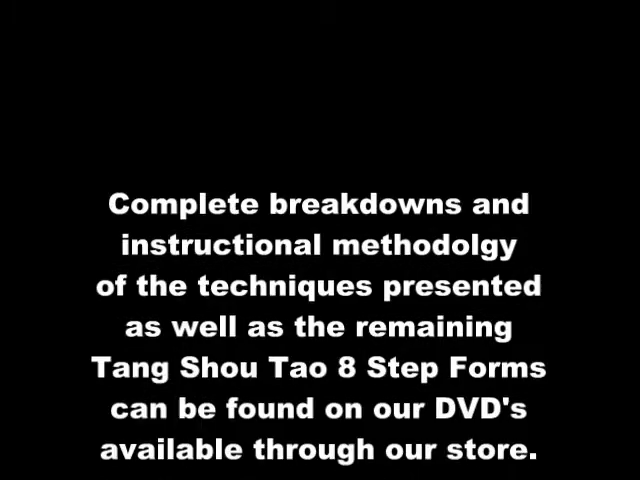 Complete breakdowns and
instructional methodolgy
of the techniques presented
as well as the remaining
Tang Shou Tao 8 Step Forms
can be found on our DVD's
available through our store.